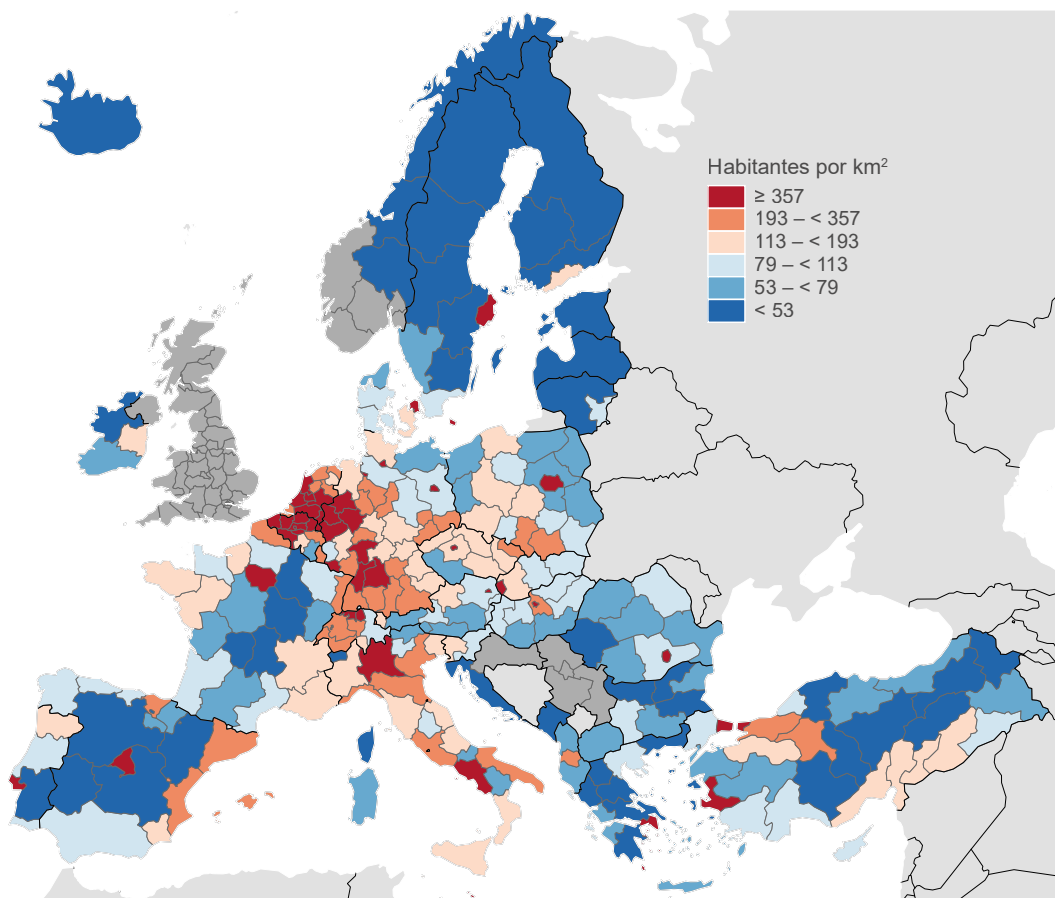 Habitantes por km²
≥ 357
193 – < 357
113 – < 193
79 – < 113
53 – < 79
< 53